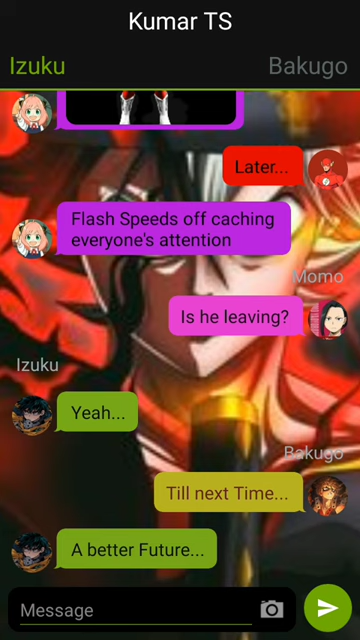 Kumar TS
Izuku
Bakugo
Later...
Flash Speeds off caching
everyone's attention
Momo
Is he leaving?
Izuku
Yeah...
Bakugo
Till next Time...
A better Future...
Message